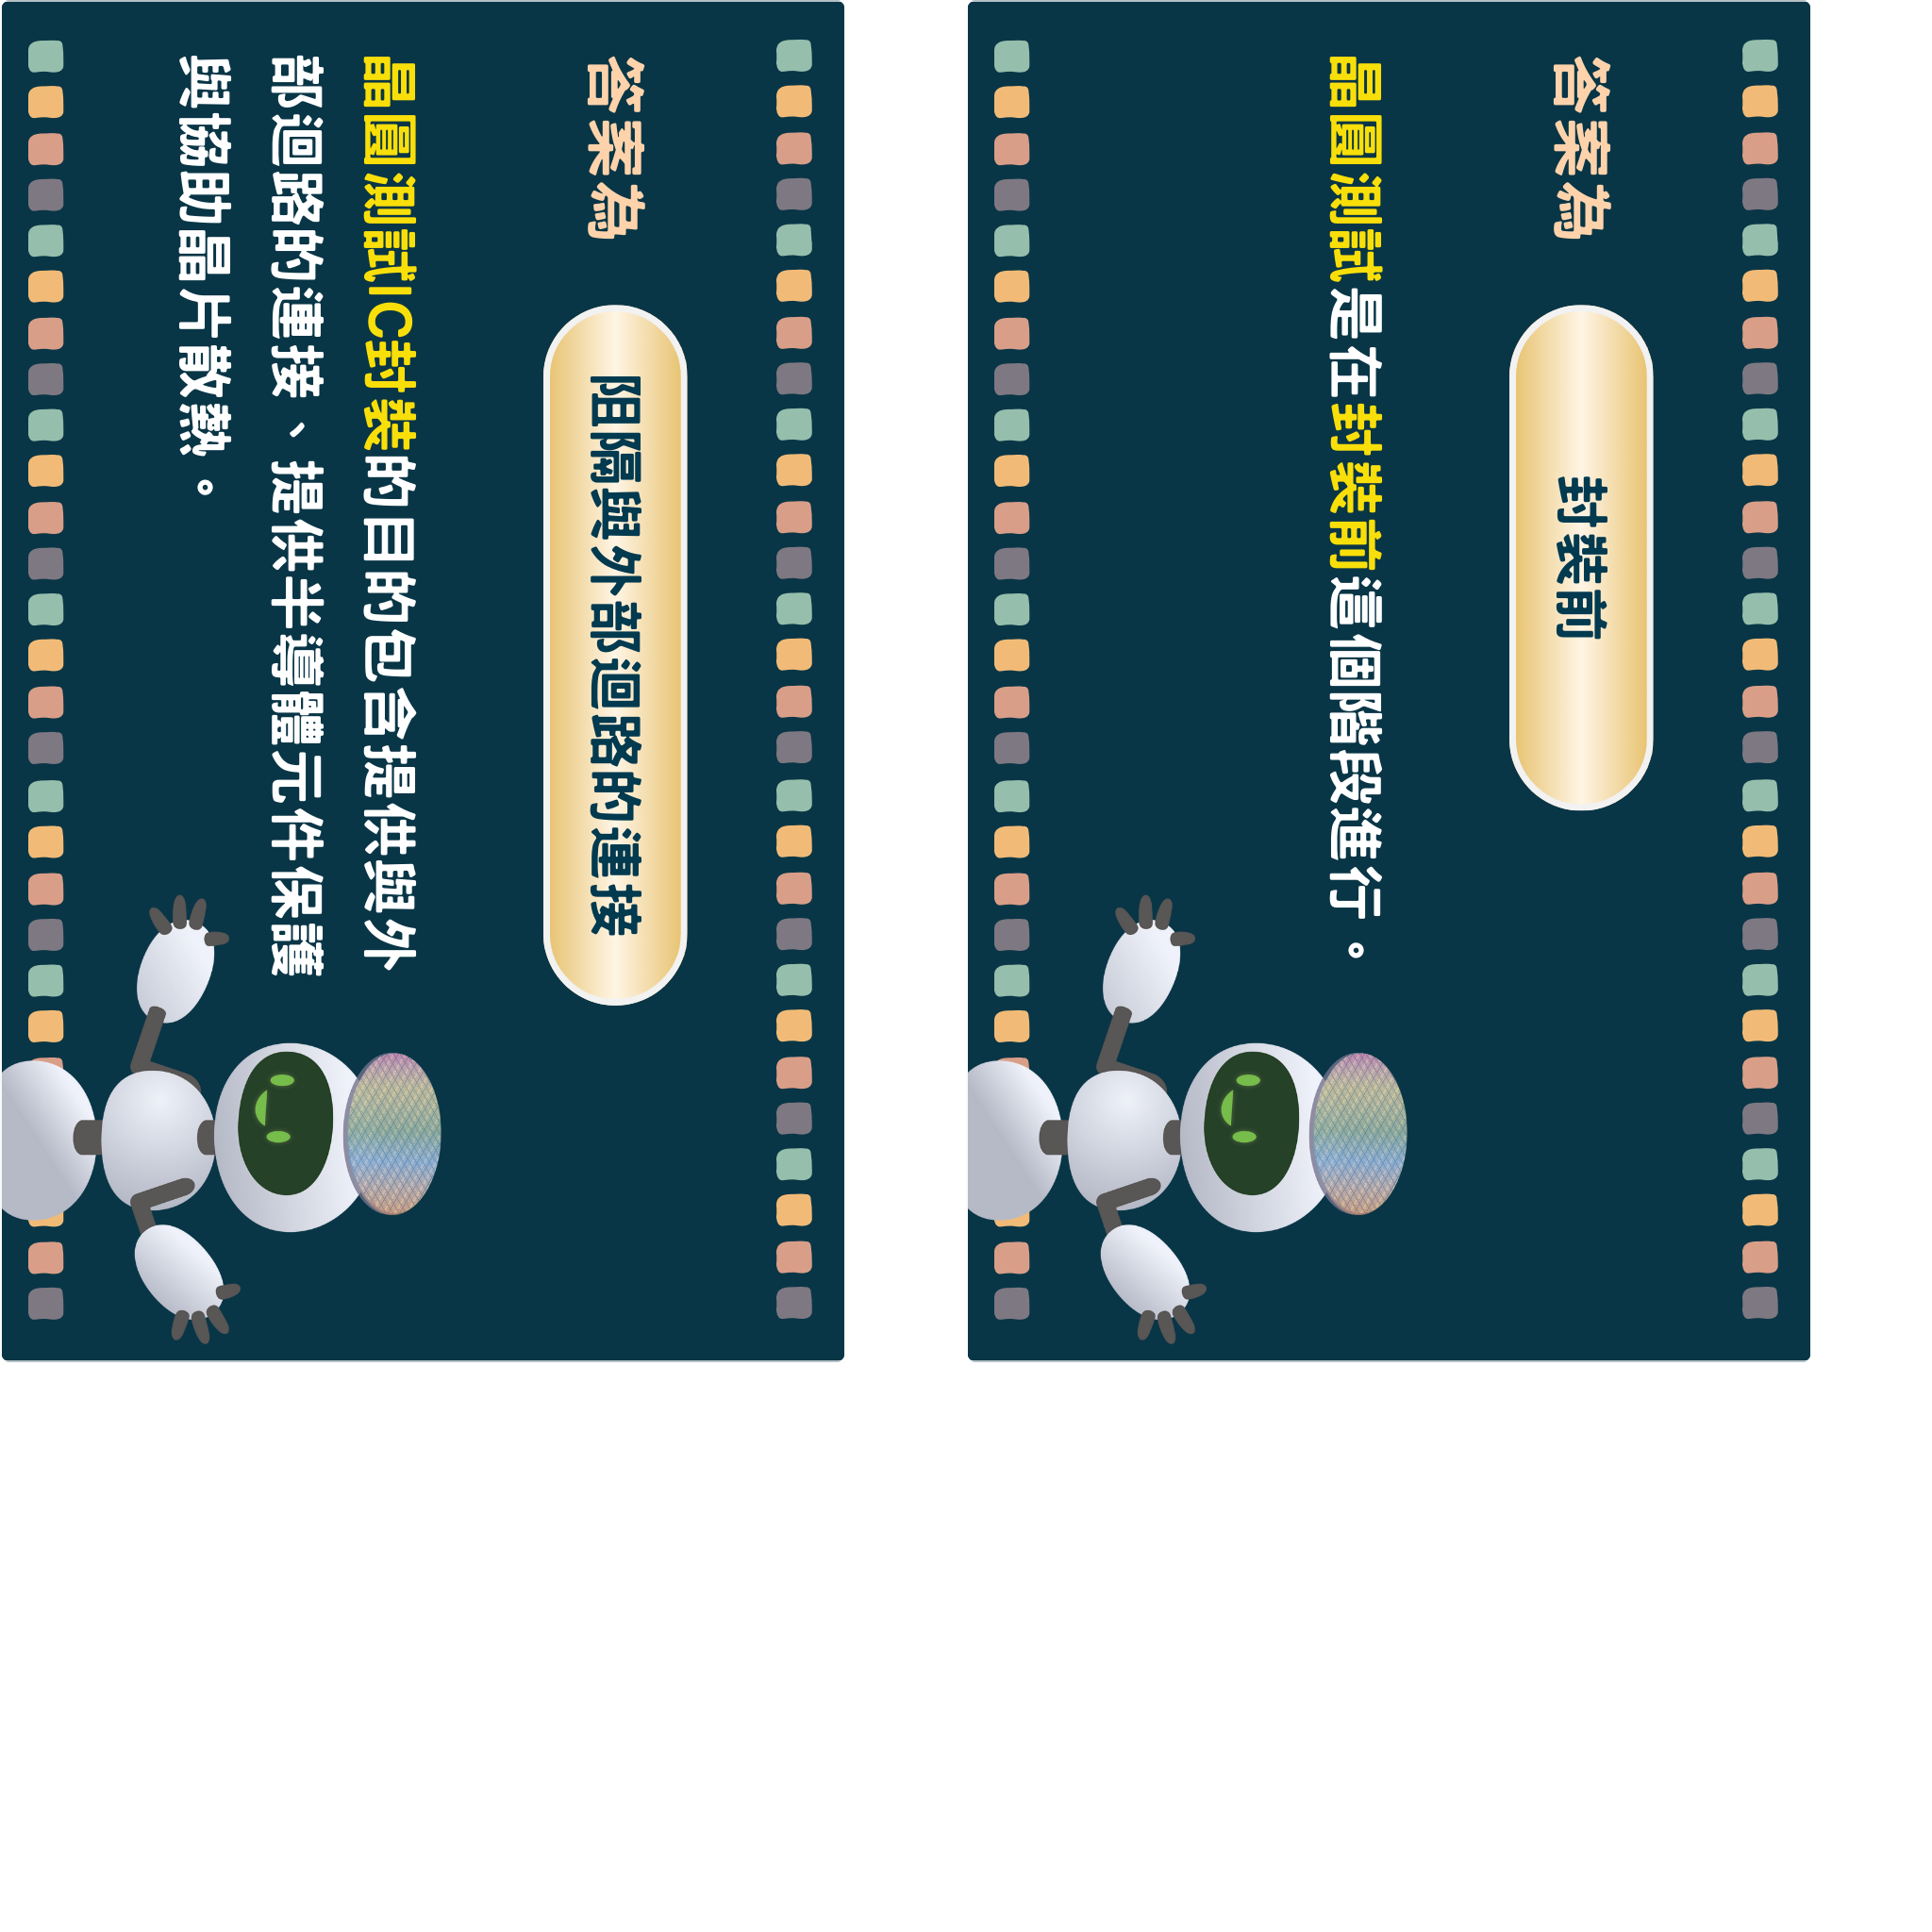 答案為
阻隔與外部迴路的連接
晶圓測試IC封裝的目的包含提供與外
部迴路的連接、提供半導體元件保護
與協助晶片散熱。
答案為
封裝前
晶圓測試是在封裝前這個階段進行。